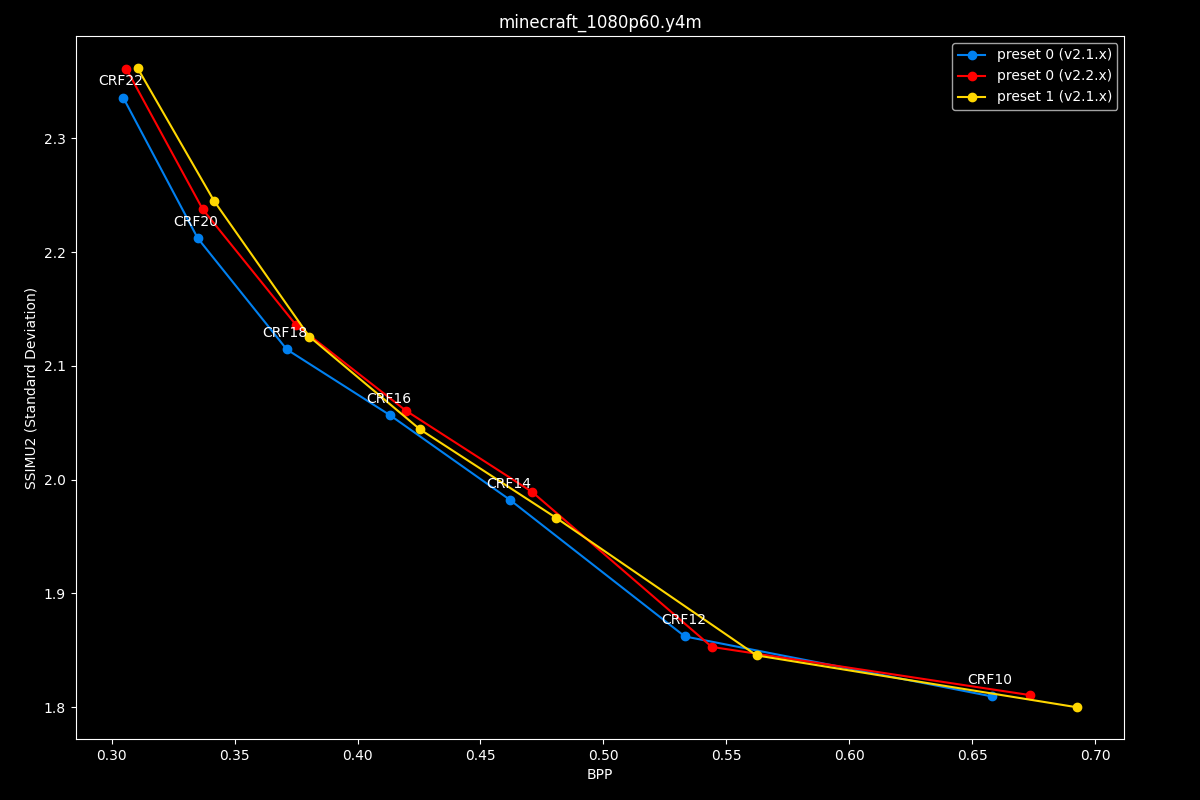 minecraft_1080p60.y4m
preset 0 (v2.1.x)
preset 0 (v2.2.x)
preset 1 (v2.1.x)
CRF22
CRF20
CRF18
CRF16
CRF14
CRF12
CRF10
SSIMU2 (Standard Deviation)
2.3
2.2
2.1
2.0
1.9
1.8
0.30 0.35 0.40 0.45 0.50 0.55 0.60 0.65 0.70
BPP